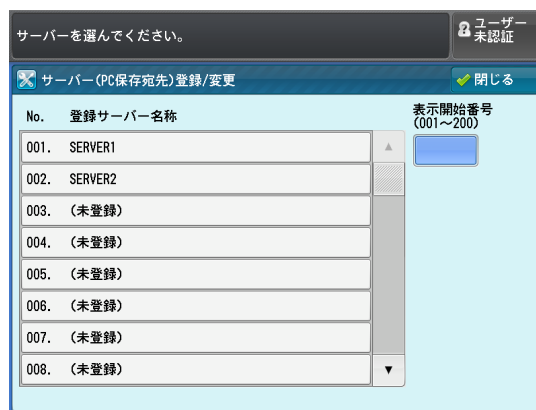 サーバーを選んでください。
ユーザー
未認証
サーバー(PC保存宛先)登録/変更
閉じる
No. 登録サーバー名称
表示開始番号
(001～200)
001. SERVER1
002. SERVER2
003. (未登録)
004. (未登録)
005. (未登録)
006. (未登録)
007. (未登録)
008. (未登録)